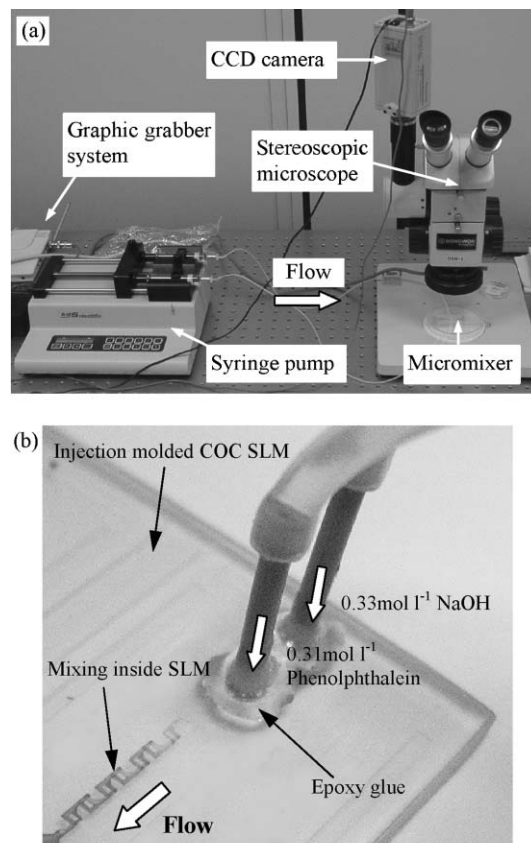 (a)
CCD camera
Graphic grabber
system
Stereoscopic
microscope
Flow
Syringe pump
Micromixer
(b)
Injection molded COC SLM
0.33mol l⁻¹ NaOH
0.31mol l⁻¹
Phenolphthalein
Mixing inside SLM
Epoxy glue
Flow